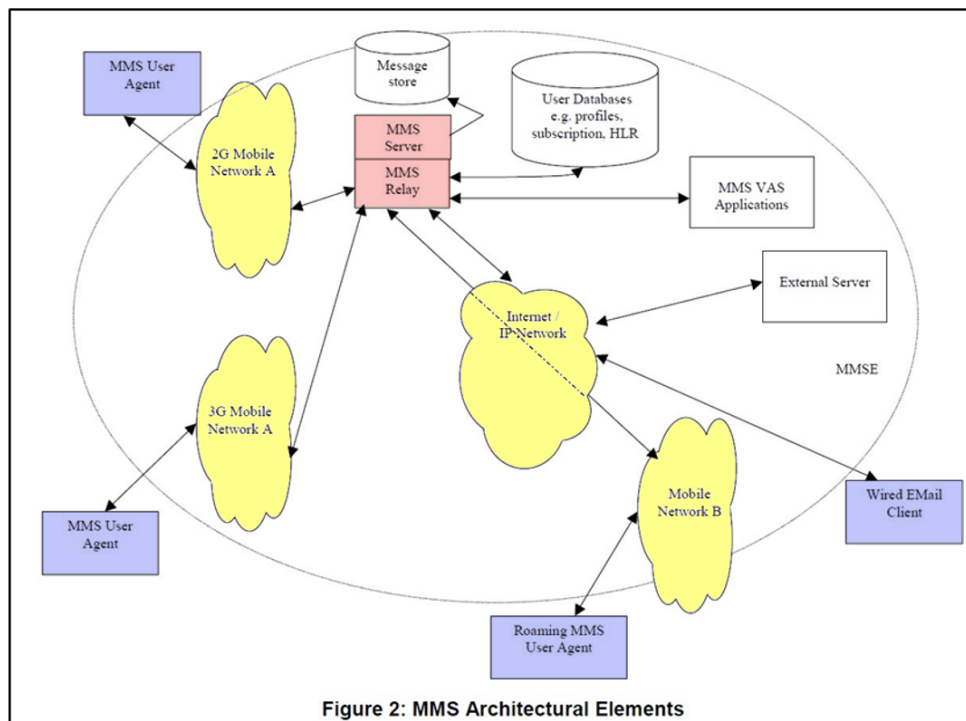 MMS User
Agent
Message
store
User Databases
e.g. profiles,
subscription, HLR
MMS
Server
2G Mobile
Network A
MMS
Relay
MMS VAS
Applications
External Server
Internet /
IP Network
MMSE
3G Mobile
Network A
MMS User
Agent
Mobile
Network B
Wired EMail
Client
Roaming MMS
User Agent
Figure 2: MMS Architectural Elements